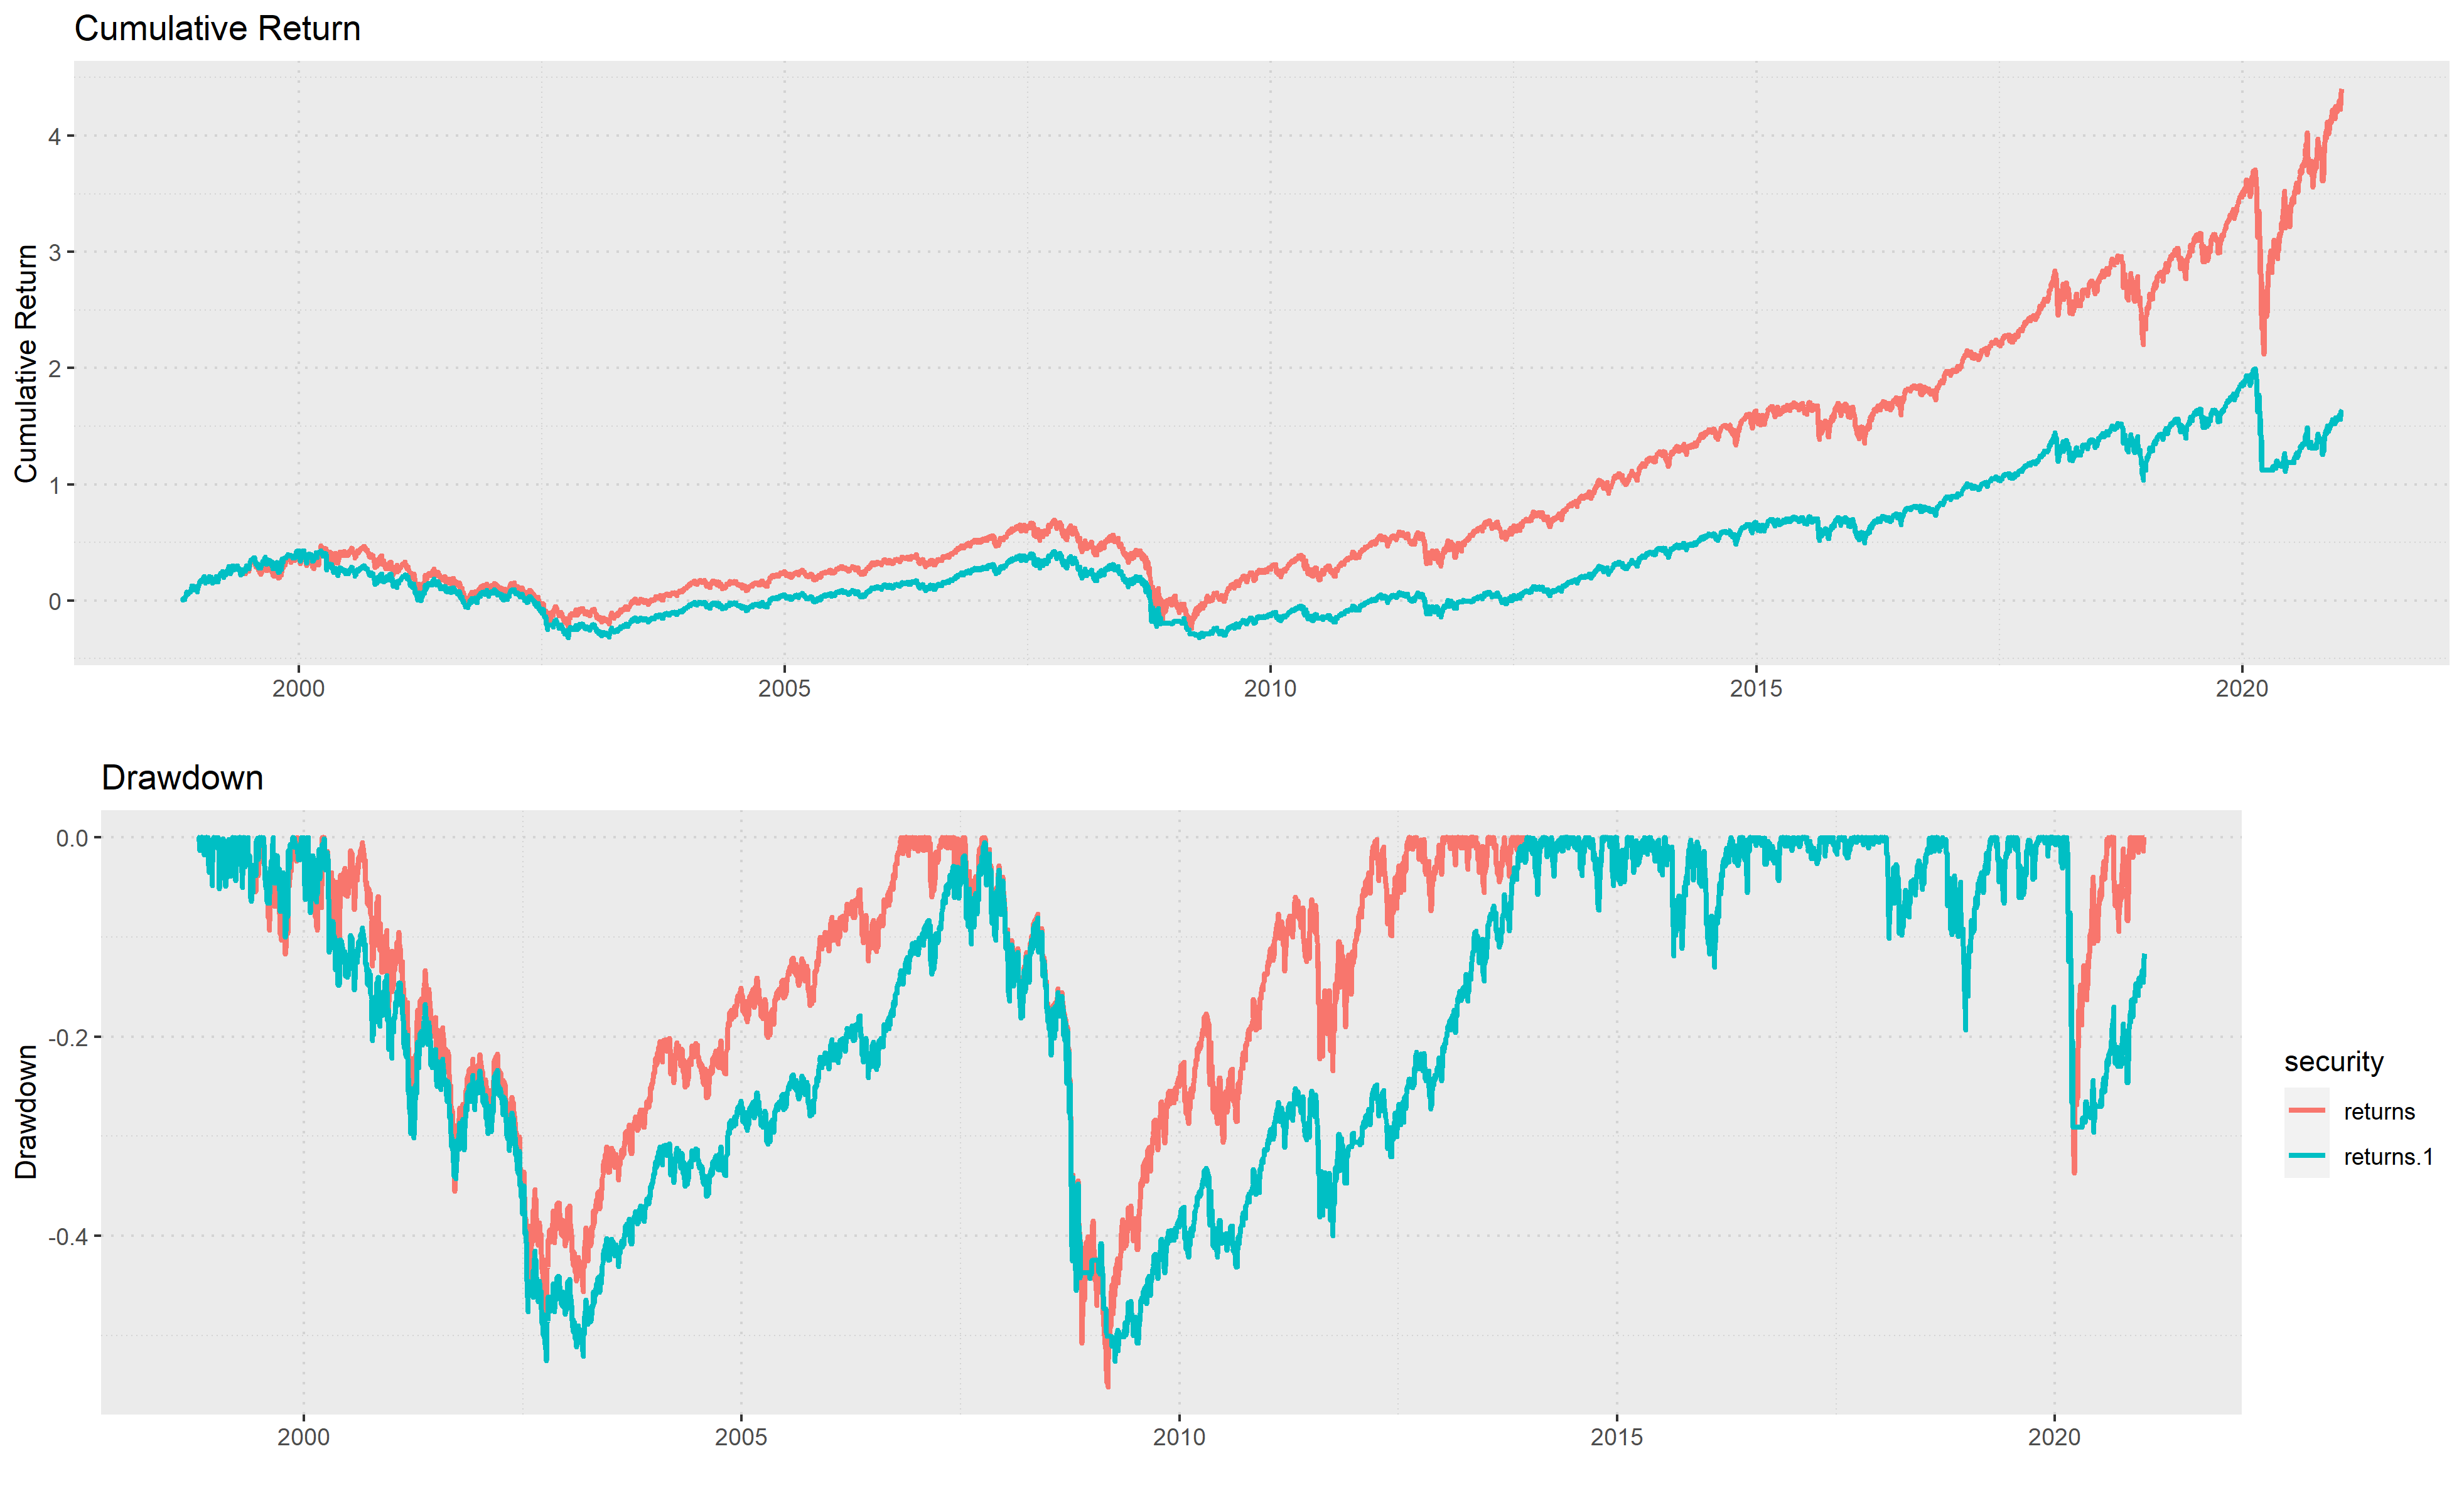 Cumulative Return
Cumulative Return
4
3
2
1
0
2000 2005 2010 2015 2020
Drawdown
Drawdown
0.0
-0.2
-0.4
2000 2005 2010 2015 2020
security
returns
returns.1